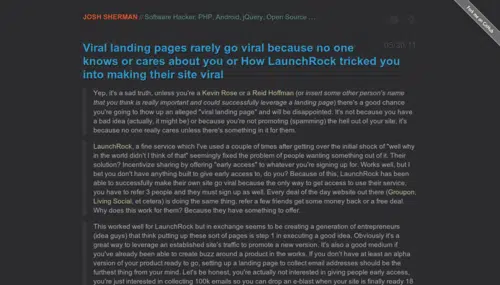 JOSH SHERMAN / Software Hacker: PHP, Android, jQuery, Open Source ...
Fork me on GitHub
05/30/11
Viral landing pages rarely go viral because no one
knows or cares about you or How LaunchRock tricked you
into making their site viral
Yep, it's a sad truth, unless you're a Kevin Rose or a Reid Hoffman (or insert some other person's name
that you think is really important and could successfully leverage a landing page) there's a good chance
you're going to thow up an alleged "viral landing page" and will be disappointed. It's not because you have
a bad idea (actually, it might be) or because you're not promoting (spamming) the hell out of your site; it's
because no one really cares unless there's something in it for them.
LaunchRock, a fine service which I've used a couple of times after getting over the initial shock of "well why
in the world didn't I think of that" seemingly fixed the problem of people wanting something out of it. Their
solution? Incentivize sharing by offering "early access" to whatever you're signing up for. Works well, but I
bet you don't have anything built to give early access to, do you? Because of this, LaunchRock has been
able to successfully make their own site go viral because the only way to get access to use their service,
you have to refer 3 people and they must sign up as well. Every deal of the day website out there (Groupon,
Living Social, et cetera) is doing the same thing, refer a few friends get some money back or a free deal
Why does this work for them? Because they have something to offer.
This worked well for LaunchRock but in exchange seems to be creating a generation of entrepreneurs
(idea guys) that think putting up these sort of pages is step 1 in executing a good idea. Obviously it's a
great way to leverage an established site's traffic to promote a new version. It's also a good medium if
you've already been able to create buzz around a product in the works, If you don't have at least an alpha
version of your product ready to go, setting up a landing page to collect email addresses should be the
furthest thing from your mind. Let's be honest, you're actually not interested in giving people early access,
you're just interested in collecting 100k emails so you can drop an e-blast when your site is finally ready 18